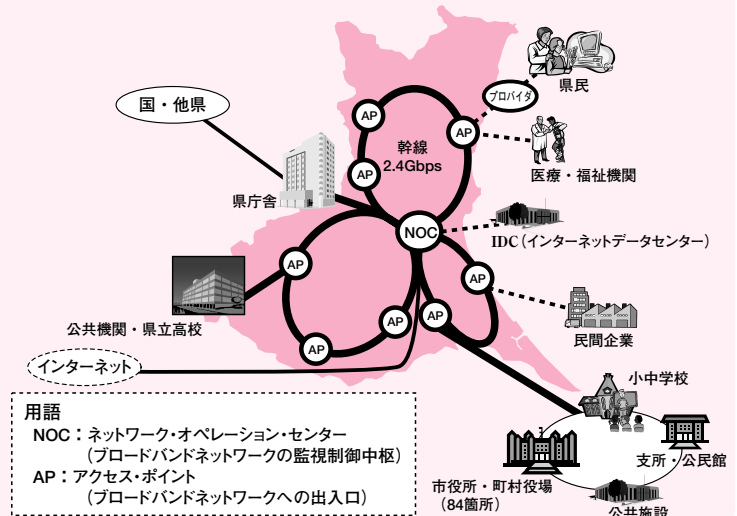 県民
プロバイダ
国・他県
AP
AP
幹線
2.4Gbps
医療・福祉機関
AP
県庁舎
NOC
IDC（インターネットデータセンター）
AP
AP
公共機関・県立高校
AP
AP
AP
民間企業
インターネット
小中学校
用語
NOC：ネットワーク・オペレーション・センター
（ブロードバンドネットワークの監視制御中枢）
AP：アクセス・ポイント
（ブロードバンドネットワークへの出入口）
支所・公民館
市役所・町村役場
（84箇所）
公共施設